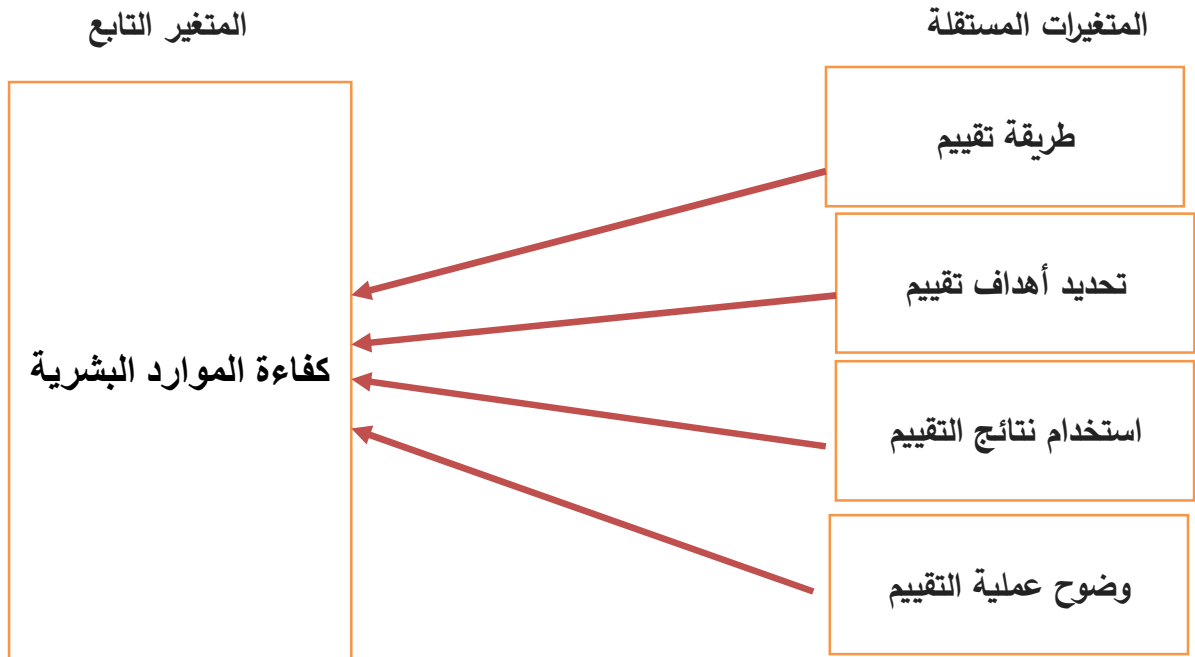 المتغيرات المستقلة
المتغير التابع
طريقة تقييم
تحديد أهداف تقييم
استخدام نتائج التقييم
وضوح عملية التقييم
كفاءة الموارد البشرية